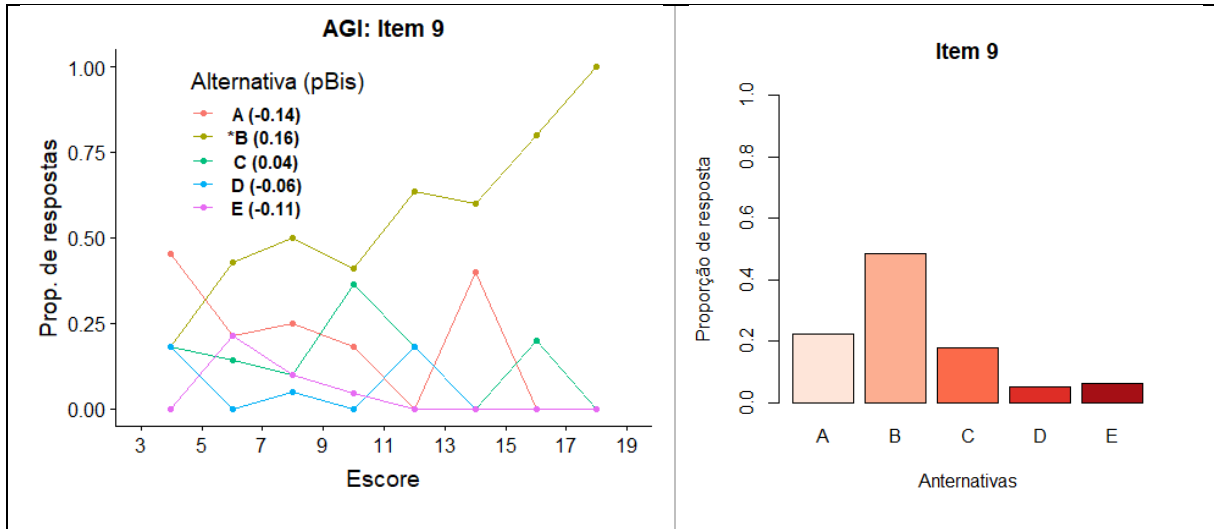 AGI: Item 9
Prop. de respostas
1.00
0.75
0.50
0.25
0.00
Alternativa (pBis)
A (-0.14)
*B (0.16)
C (0.04)
D (-0.06)
E (-0.11)
3 5 7 9 11 13 15 17 19
Escore
Item 9
Proporção de resposta
1.0
0.8
0.6
0.4
0.2
0.0
A B C D E
Anternativas